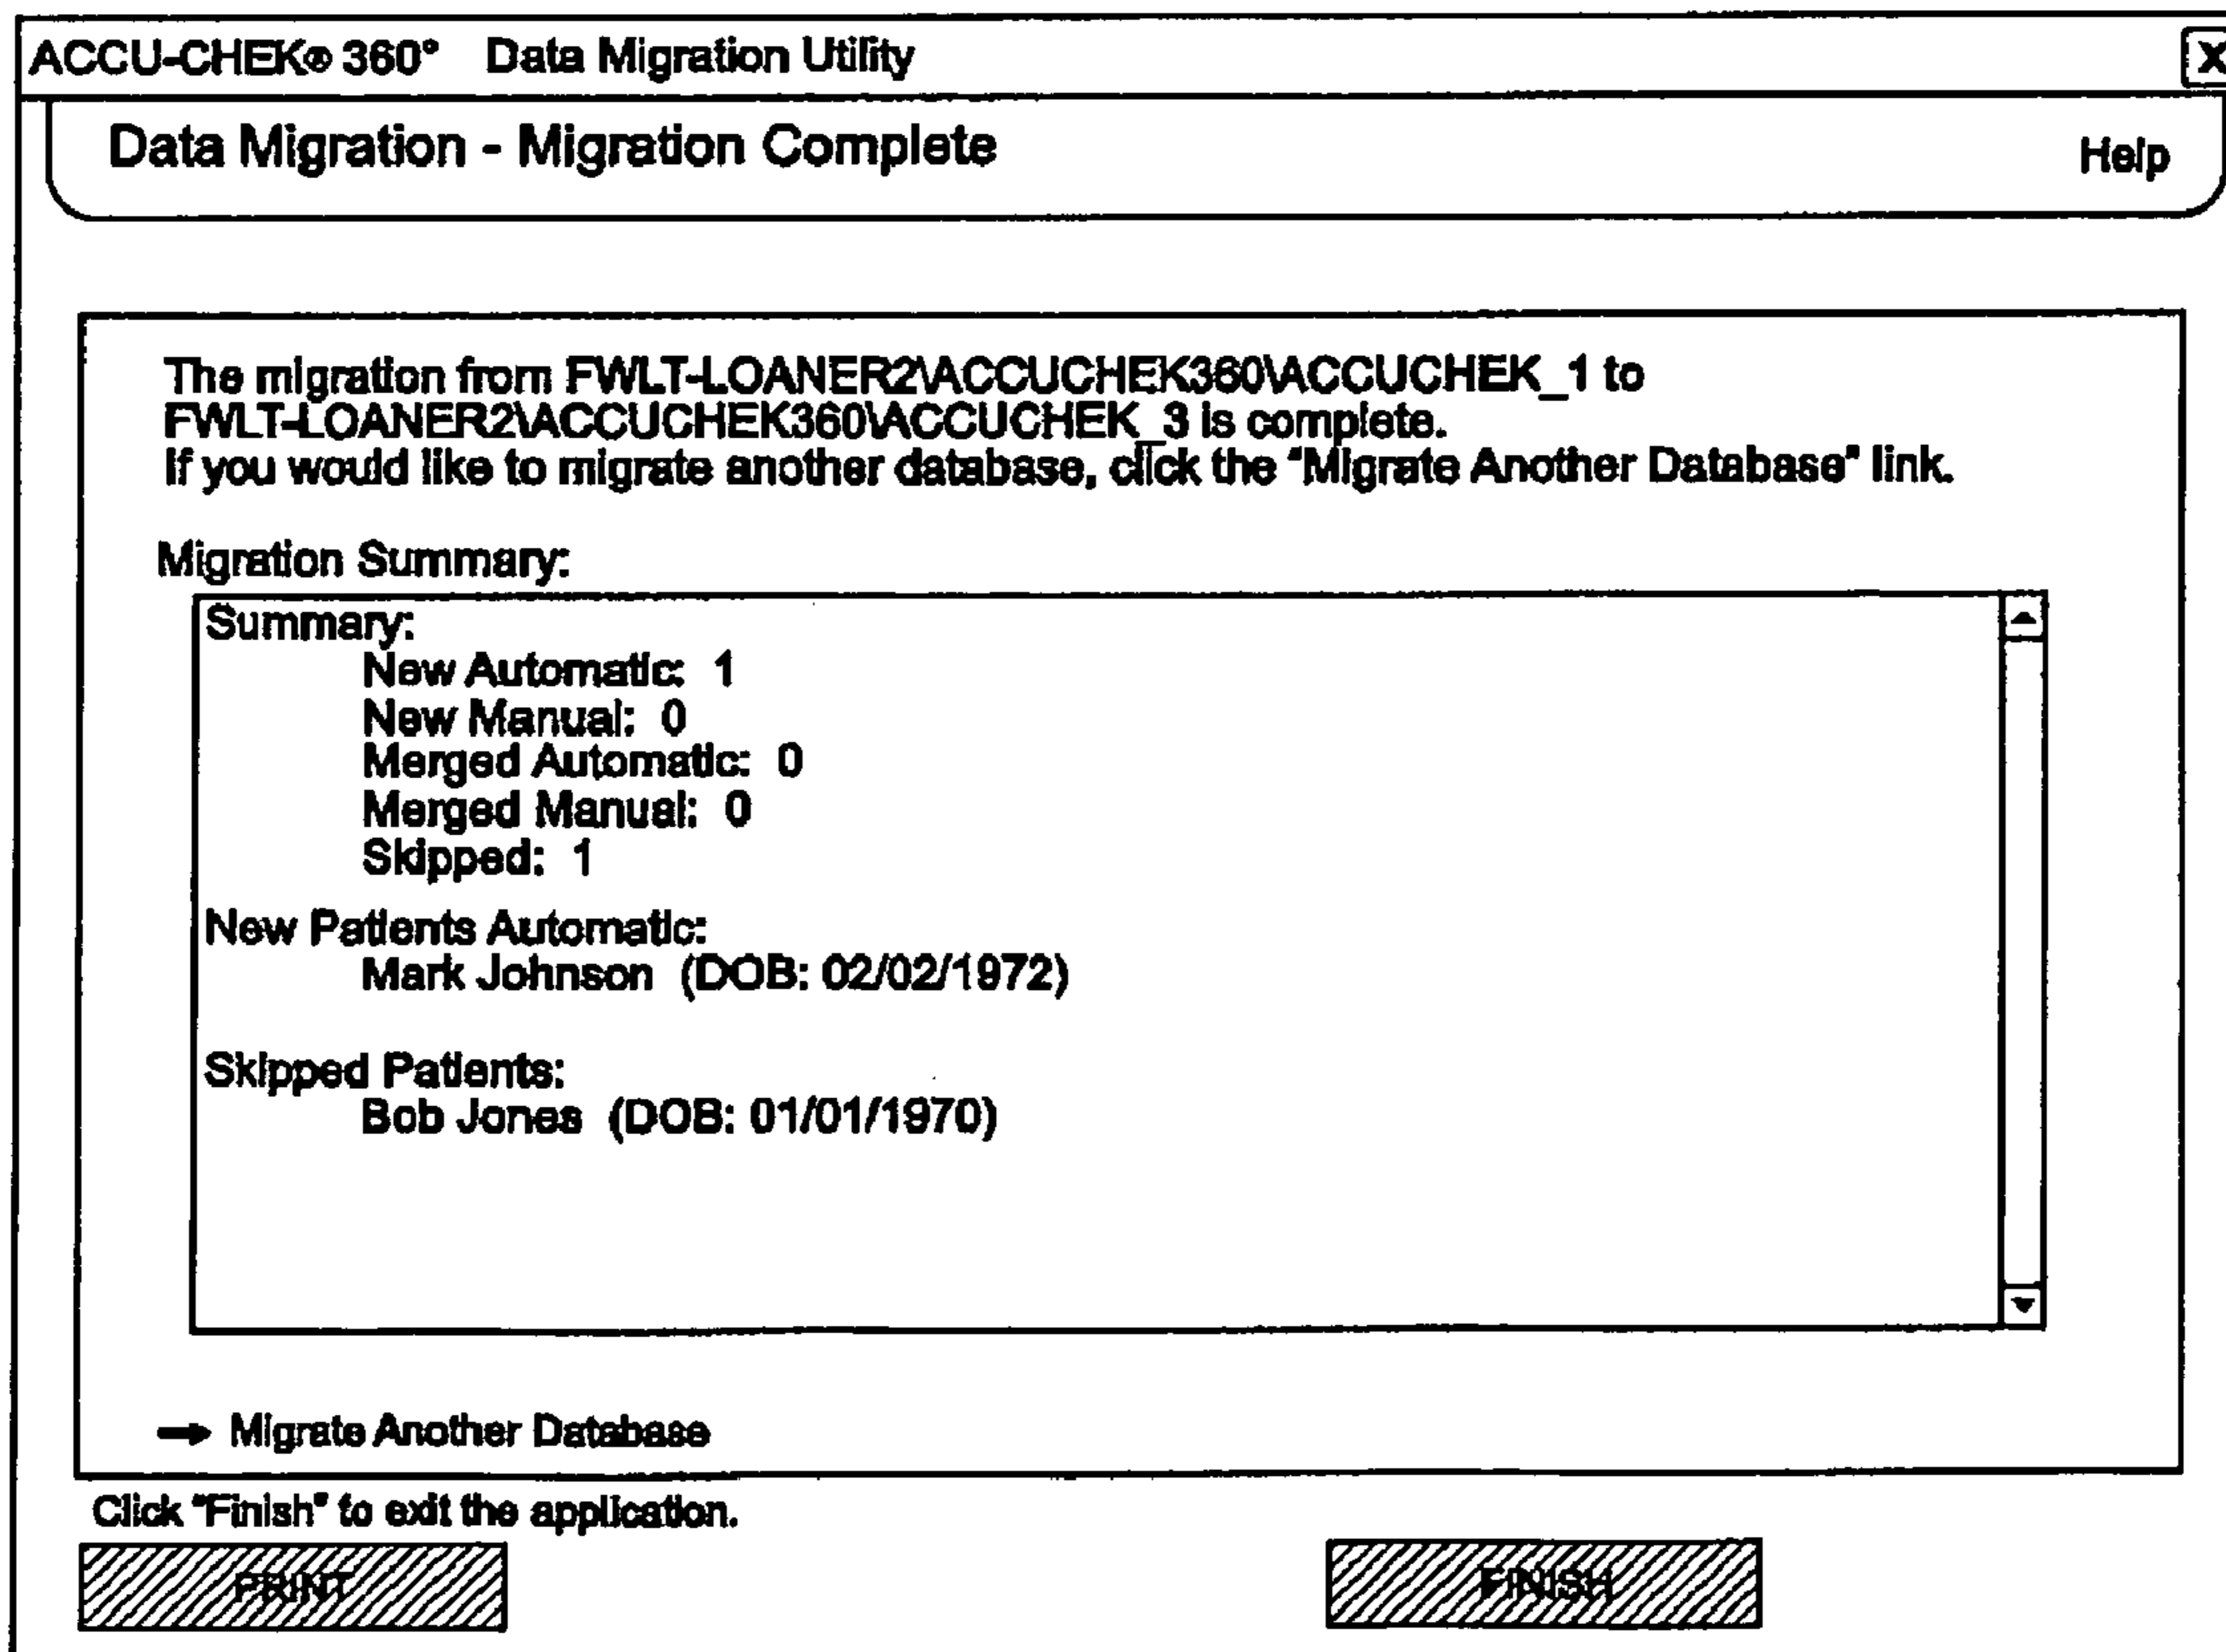 ACCU-CHEK® 360° Data Migration Utility X
Data Migration - Migration Complete Help
The migration from FWLT-LOANER2\ACCUCHEK360\ACCUCHEK_1 to
FWLT-LOANER2\ACCUCHEK360\ACCUCHEK_3 is complete.
If you would like to migrate another database, click the "Migrate Another Database" link.
Migration Summary:
Summary:
New Automatic: 1
New Manual: 0
Merged Automatic: 0
Merged Manual: 0
Skipped: 1
New Patients Automatic:
Mark Johnson (DOB: 02/02/1972)
Skipped Patients:
Bob Jones (DOB: 01/01/1970)
Migrate Another Database
Click "Finish" to exit the application.
PRINT FINISH